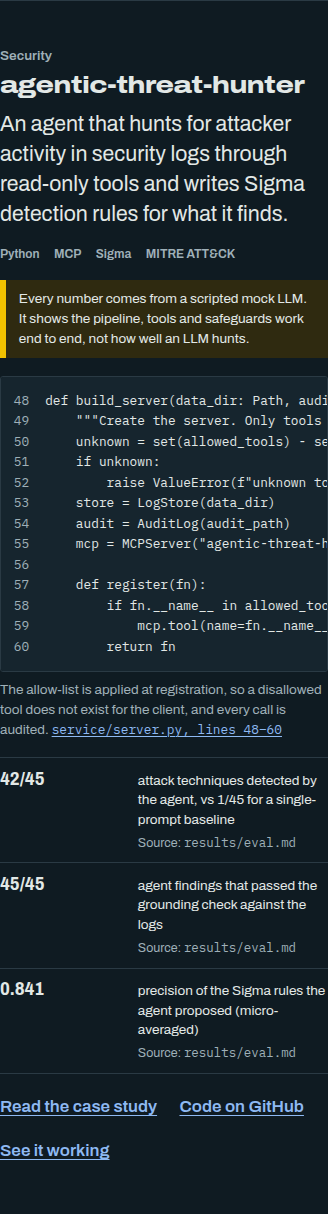 Security
agentic-threat-hunter
An agent that hunts for attacker
activity in security logs through
read-only tools and writes Sigma
detection rules for what it finds.
Python MCP Sigma MITRE ATT&CK
Every number comes from a scripted mock LLM.
It shows the pipeline, tools and safeguards work
end to end, not how well an LLM hunts.
48 def build_server(data_dir: Path, audi
49 """Create the server. Only tools
50 unknown = set(allowed_tools) - se
51 if unknown:
52 raise ValueError(f"unknown to
53 store = LogStore(data_dir)
54 audit = AuditLog(audit_path)
55 mcp = MCPServer("agentic-threat-h
56
57 def register(fn):
58 if fn.__name__ in allowed_too
59 mcp.tool(name=fn.__name__
60 return fn
The allow-list is applied at registration, so a disallowed
tool does not exist for the client, and every call is
audited. service/server.py, lines 48–60
42/45 attack techniques detected by
the agent, vs 1/45 for a single-
prompt baseline
Source: results/eval.md
45/45 agent findings that passed the
grounding check against the
logs
Source: results/eval.md
0.841 precision of the Sigma rules the
agent proposed (micro-
averaged)
Source: results/eval.md
Read the case study Code on GitHub
See it working